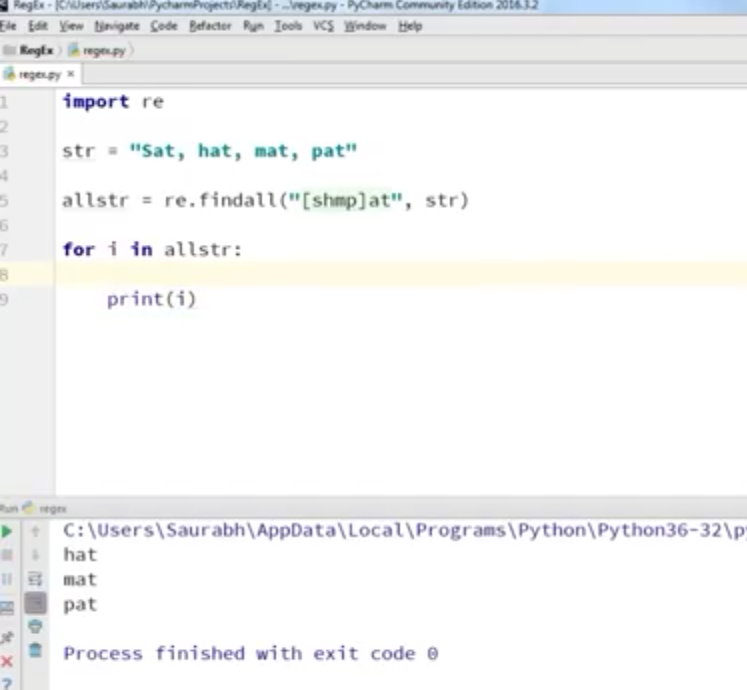 RegEx - [C:\Users\Saurabh\PycharmProjects\RegEx] - ...\regex.py - PyCharm Community Edition 2016.3.2
File Edit View Navigate Code Refactor Run Tools VCS Window Help
RegEx regex.py
regex.py ×
1 import re
2
3 str = "Sat, hat, mat, pat"
4
5 allstr = re.findall("[shmp]at", str)
6
7 for i in allstr:
8
9 print(i)
Run regex
C:\Users\Saurabh\AppData\Local\Programs\Python\Python36-32\py
hat
mat
pat
Process finished with exit code 0